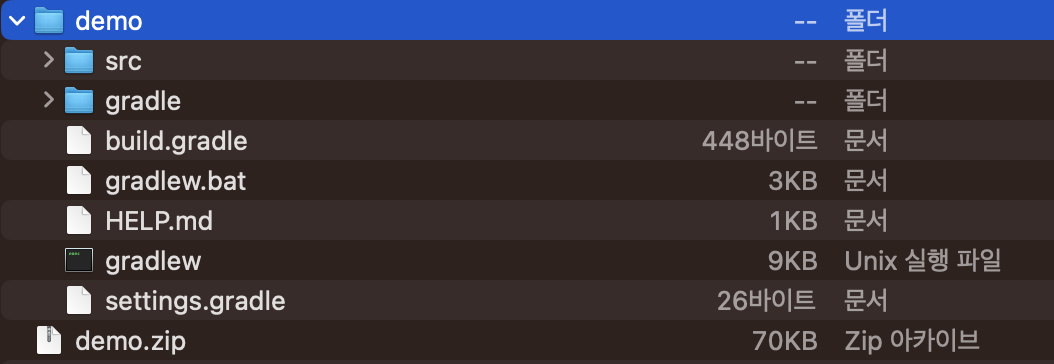 demo -- 폴더
src -- 폴더
gradle -- 폴더
build.gradle 448바이트 문서
gradlew.bat 3KB 문서
HELP.md 1KB 문서
gradlew 9KB Unix 실행 파일
settings.gradle 26바이트 문서
demo.zip 70KB Zip 아카이브